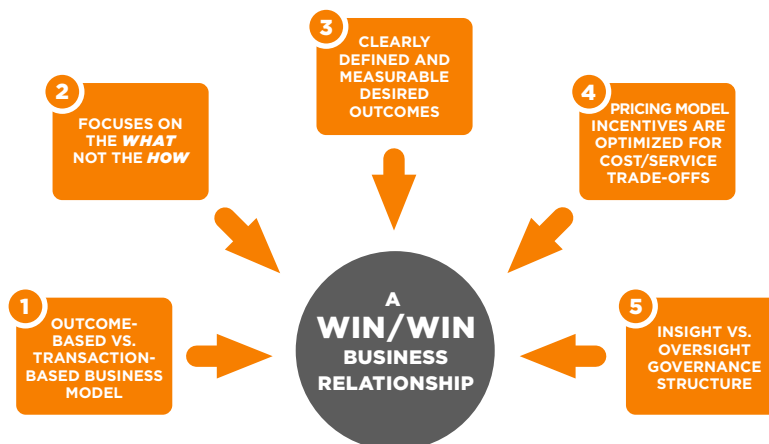 1
OUTCOME-
BASED VS.
TRANSACTION-
BASED BUSINESS
MODEL
2
FOCUSES ON
THE WHAT
NOT THE HOW
3
CLEARLY
DEFINED AND
MEASURABLE
DESIRED
OUTCOMES
4
PRICING MODEL
INCENTIVES ARE
OPTIMIZED FOR
COST/SERVICE
TRADE-OFFS
5
INSIGHT VS.
OVERSIGHT
GOVERNANCE
STRUCTURE
A
WIN/WIN
BUSINESS
RELATIONSHIP